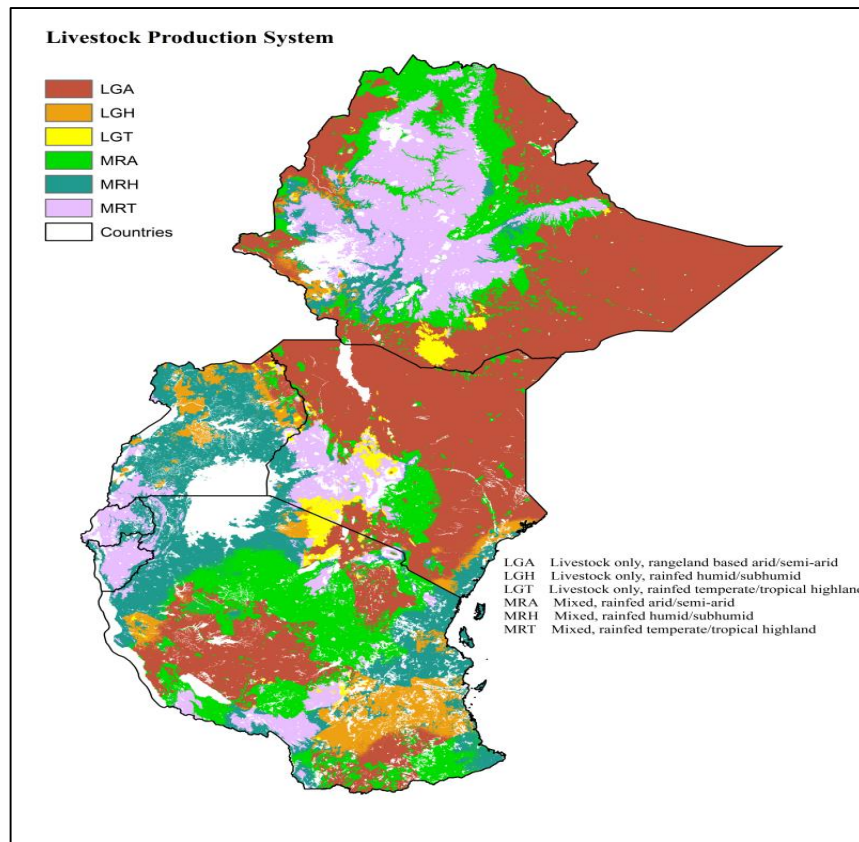 Livestock Production System
LGA
LGH
LGT
MRA
MRH
MRT
Countries
LGA Livestock only, rangeland based arid/semi-arid
LGH Livestock only, rainfed humid/subhumid
LGT Livestock only, rainfed temperate/tropical highland
MRA Mixed, rainfed arid/semi-arid
MRH Mixed, rainfed humid/subhumid
MRT Mixed, rainfed temperate/tropical highland